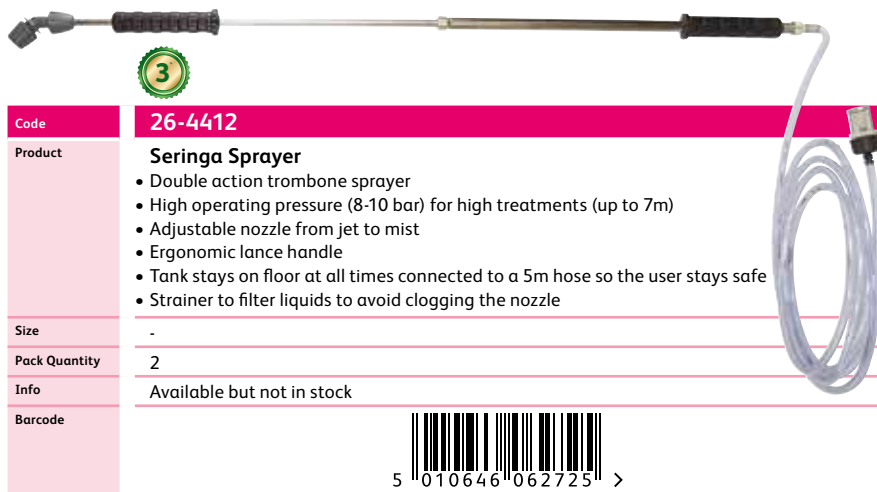 3*
Code
26-4412
Product
Seringa Sprayer
• Double action trombone sprayer
• High operating pressure (8-10 bar) for high treatments (up to 7m)
• Adjustable nozzle from jet to mist
• Ergonomic lance handle
• Tank stays on floor at all times connected to a 5m hose so the user stays safe
• Strainer to filter liquids to avoid clogging the nozzle
Size
-
Pack Quantity
2
Info
Available but not in stock
Barcode
5 010646 062725 >